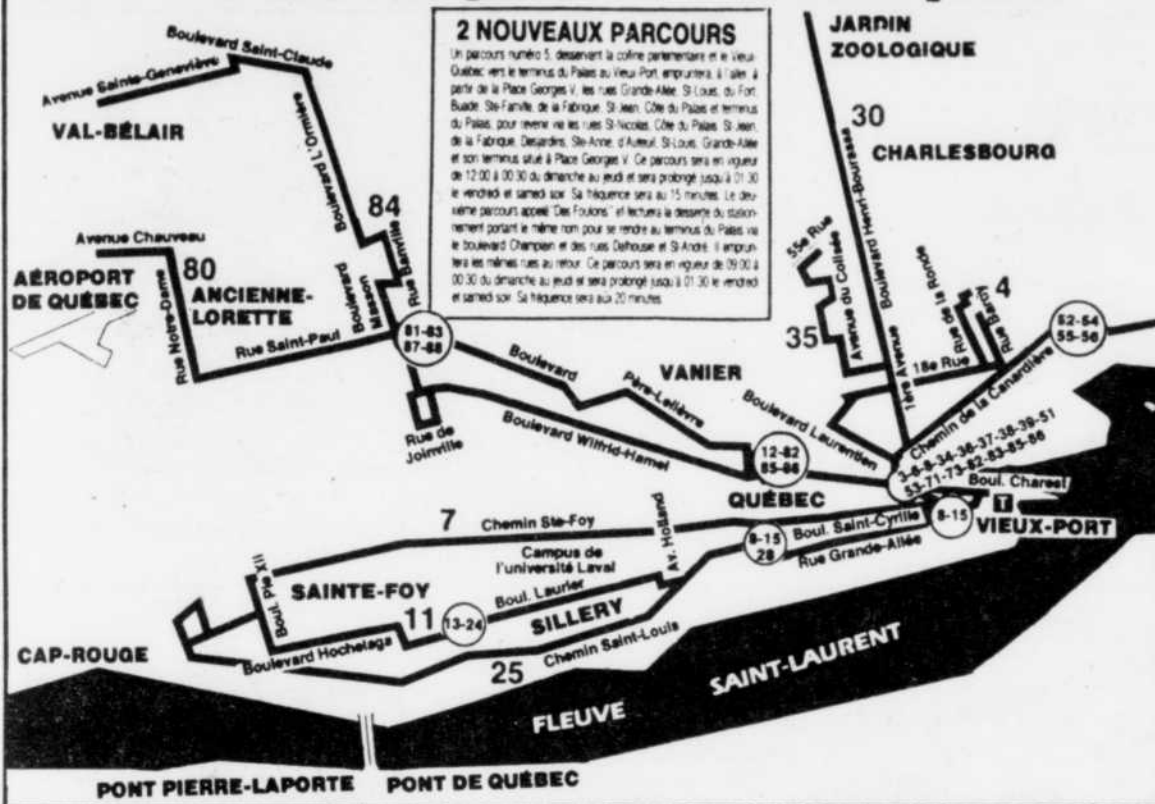 2 NOUVEAUX PARCOURS
Un parcours numéro 5, desservant la colline parlementaire et le Vieux-
Québec vers le terminus du Palais au Vieux-Port empruntera, à l'aller, à
partir de la Place Georges V, les rues Grande-Allée, St-Louis, du Fort,
Buade, Ste-Famille, de la Fabrique, St-Jean, Côte du Palais et terminus
du Palais, pour revenir via les rues St-Nicolas, Côte du Palais, St-Jean,
de la Fabrique, Desjardins, Ste-Anne, d'Auteuil, St-Louis, Grande-Allée
et son terminus situé à Place Georges V. Ce parcours sera en vigueur
de 12:00 à 00:30 du dimanche au jeudi et sera prolongé jusqu'à 01:30
le vendredi et samedi soir. Sa fréquence sera au 15 minutes. Le deu-
xième parcours appelé "Des Foulons" effectuera la desserte du station-
nement portant le même nom pour se rendre au terminus du Palais via
le boulevard Champlain et des rues Dalhousie et St-André. Il emprun-
tera les mêmes rues au retour. Ce parcours sera en vigueur de 09:00 à
00:30 du dimanche au jeudi et sera prolongé jusqu'à 01:30 le vendredi
et samedi soir. Sa fréquence sera aux 20 minutes.
JARDIN
ZOOLOGIQUE
30
CHARLESBOURG
Boulevard Henri-Bourassa
1ère Avenue
Boulevard Saint-Claude
Avenue Sainte-Geneviève
VAL-BÉLAIR
Boulevard L'Ormière
84
Avenue Chauveau
80
AÉROPORT
DE QUÉBEC
ANCIENNE-
LORETTE
Rue Notre-Dame
Rue Saint-Paul
Boulevard
Masson
Rue Banville
81-83
87-88
55e Rue
Avenue du Colisée
35
Rue de la Ronde
Rue Bardy
4
18e Rue
52-54
55-56
Chemin de la Canardière
Boulevard
Père-Lelièvre
VANIER
Boulevard Laurentien
Rue de
Joinville
Boulevard Wilfrid-Hamel
12-82
85-86
3-6-8-34-36-37-38-39-51
53-71-73-82-83-85-86
QUÉBEC
Boul. Charest
T
VIEUX-PORT
8-15
7
Chemin Ste-Foy
Av. Holland
8-15
28
Boul. Saint-Cyrille
Rue Grande-Allée
Campus de
l'université Laval
Boul. Pie XII
SAINTE-FOY
Boul. Laurier
11
13-24
SILLERY
CAP-ROUGE
Boulevard Hochelaga
25
Chemin Saint-Louis
FLEUVE
SAINT-LAURENT
PONT PIERRE-LAPORTE
PONT DE QUÉBEC